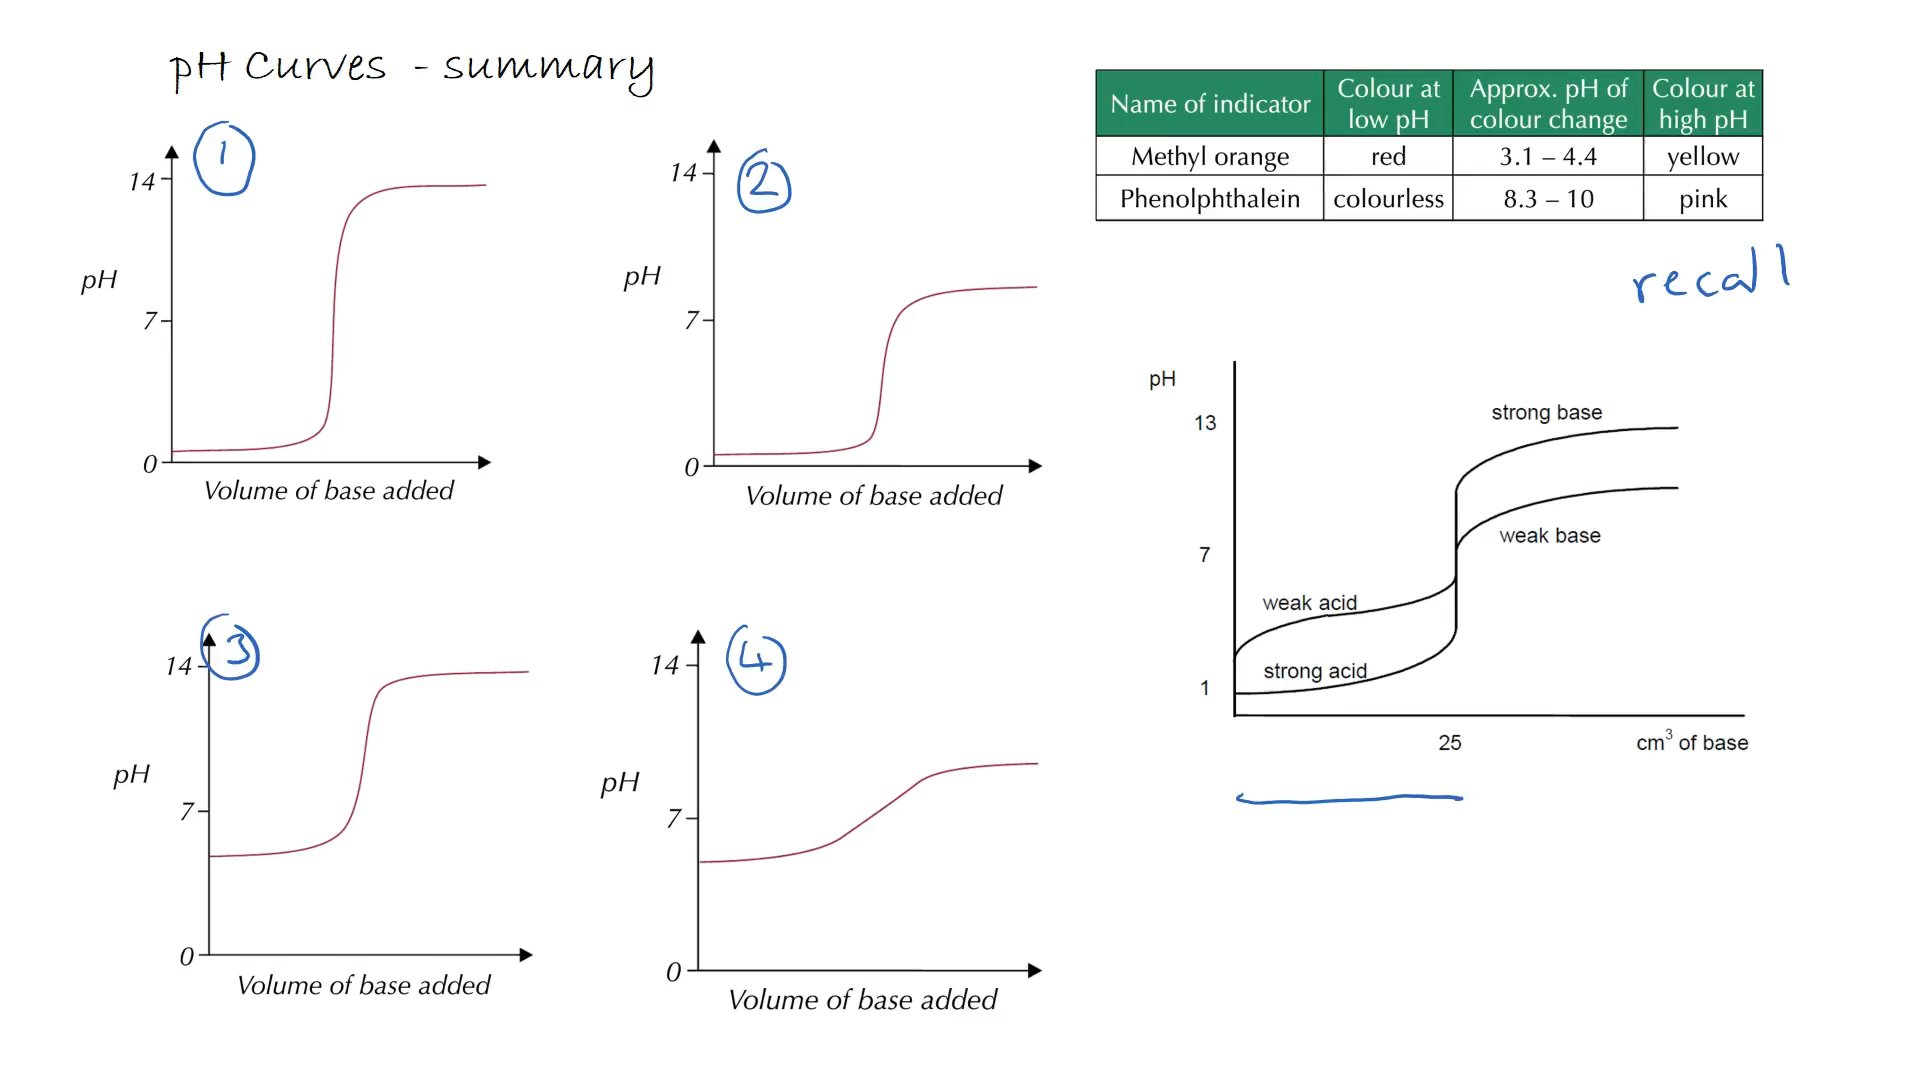 pH Curves - summary
1
14
pH
7
0
Volume of base added
2
14
pH
7
0
Volume of base added
3
14
pH
7
0
Volume of base added
4
14
pH
7
0
Volume of base added
Name of indicator | Colour at low pH | Approx. pH of colour change | Colour at high pH
Methyl orange | red | 3.1 – 4.4 | yellow
Phenolphthalein | colourless | 8.3 – 10 | pink
recall
pH
13
strong base
7
weak base
weak acid
strong acid
1
25
cm³ of base